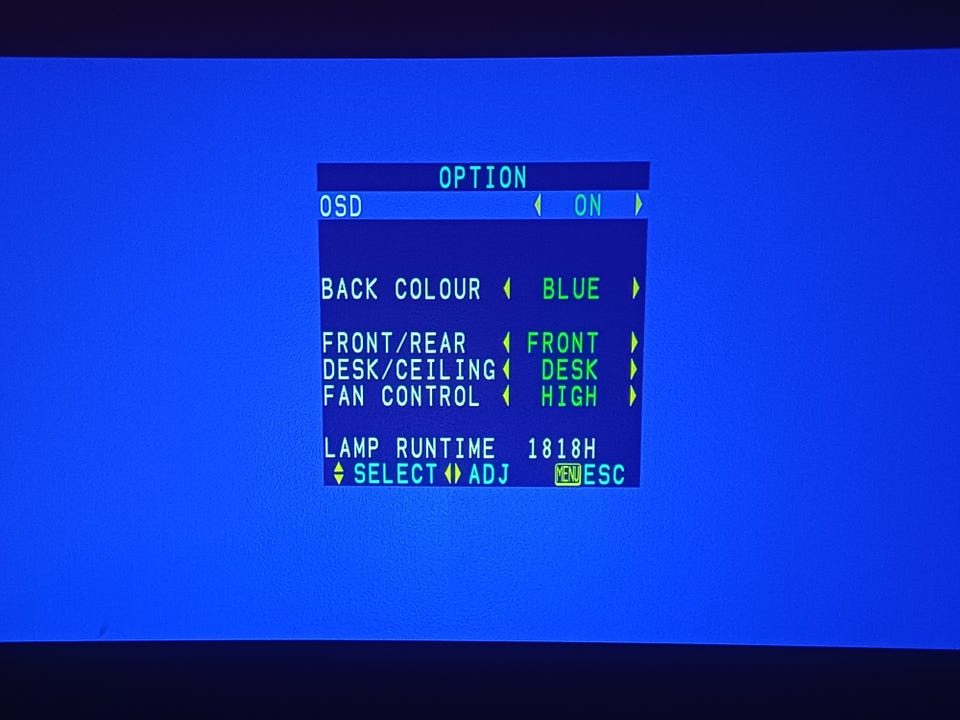 OPTION
OSD ON
BACK COLOUR BLUE
FRONT/REAR FRONT
DESK/CEILING DESK
FAN CONTROL HIGH
LAMP RUNTIME 1818H
SELECT ADJ MENU ESC